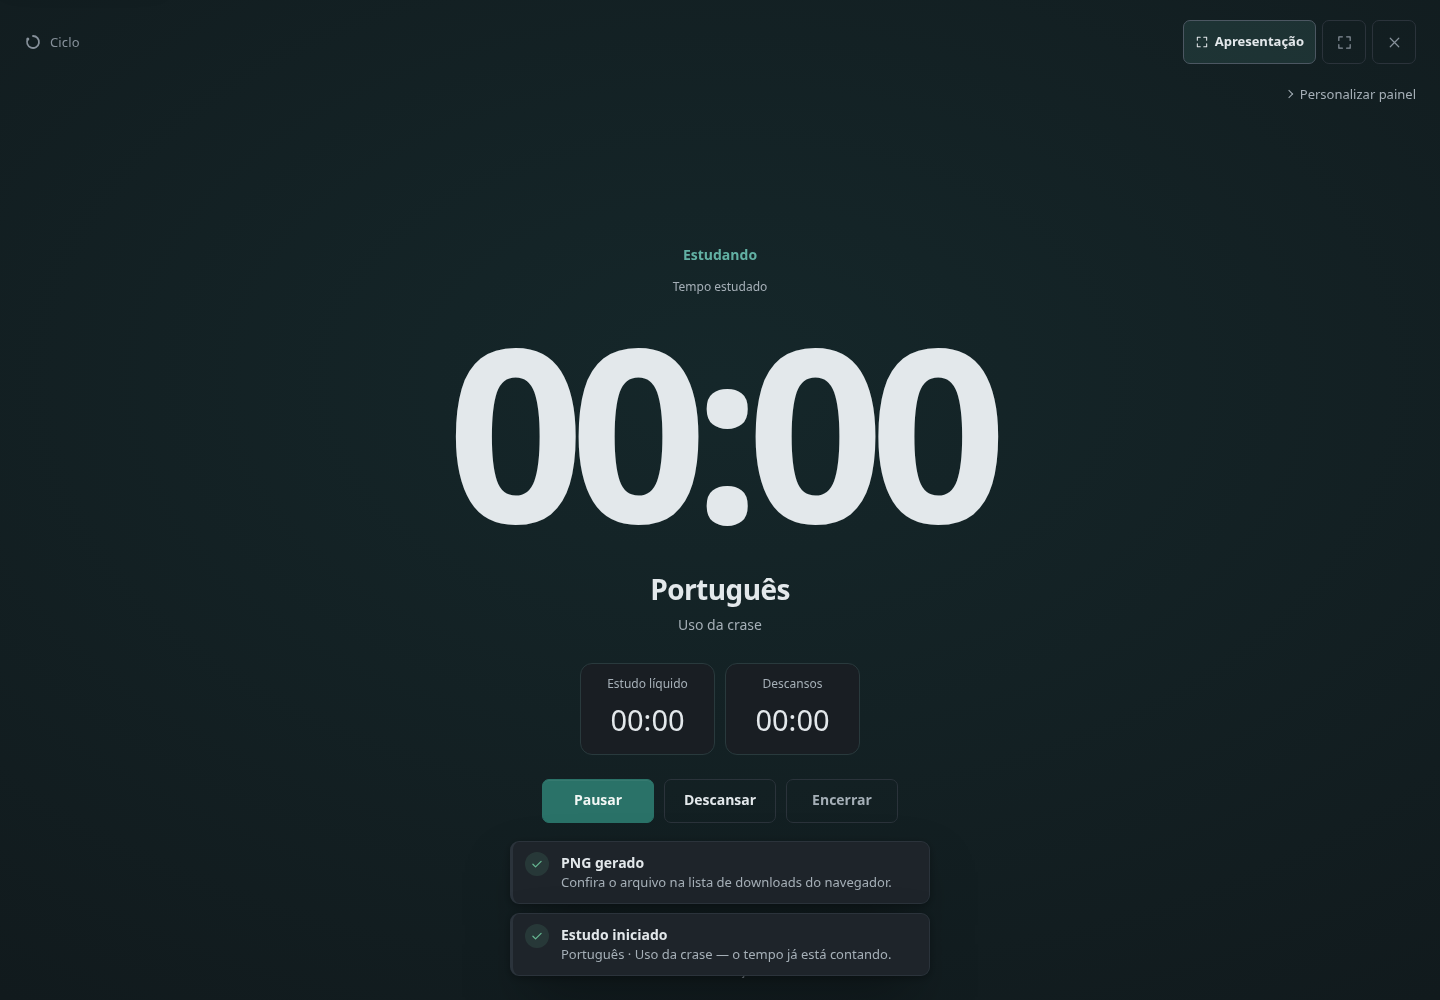 Ciclo
Apresentação
Personalizar painel
Estudando
Tempo estudado
00:00
Português
Uso da crase
Estudo líquido
00:00
Descansos
00:00
Pausar
Descansar
Encerrar
PNG gerado
Confira o arquivo na lista de downloads do navegador.
Estudo iniciado
Português · Uso da crase — o tempo já está contando.